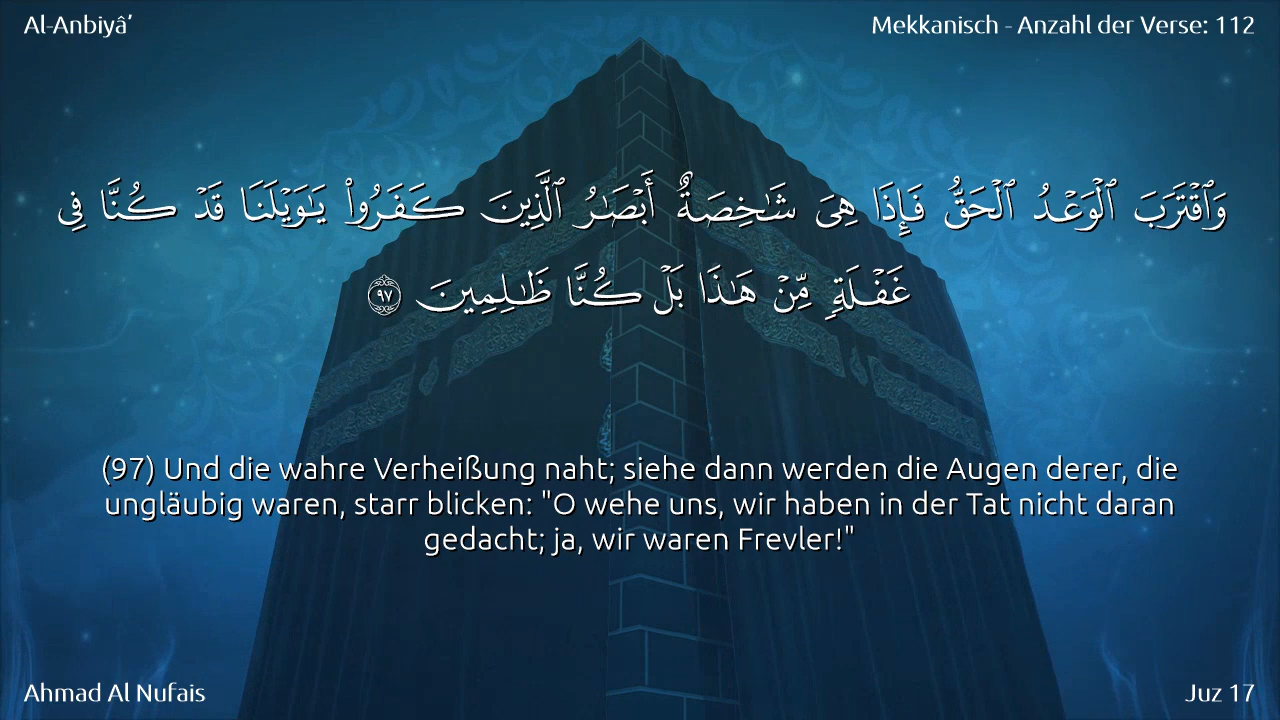 Al-Anbiyâ’
Mekkanisch - Anzahl der Verse: 112
وَٱقْتَرَبَ ٱلْوَعْدُ ٱلْحَقُّ فَإِذَا هِىَ شَـٰخِصَةٌ أَبْصَـٰرُ ٱلَّذِينَ كَفَرُوا۟ يَـٰوَيْلَنَا قَدْ كُنَّا فِى
غَفْلَةٍ مِّنْ هَـٰذَا بَلْ كُنَّا ظَـٰلِمِينَ ٩٧
(97) Und die wahre Verheißung naht; siehe dann werden die Augen derer, die
ungläubig waren, starr blicken: "O wehe uns, wir haben in der Tat nicht daran
gedacht; ja, wir waren Frevler!"
Ahmad Al Nufais
Juz 17